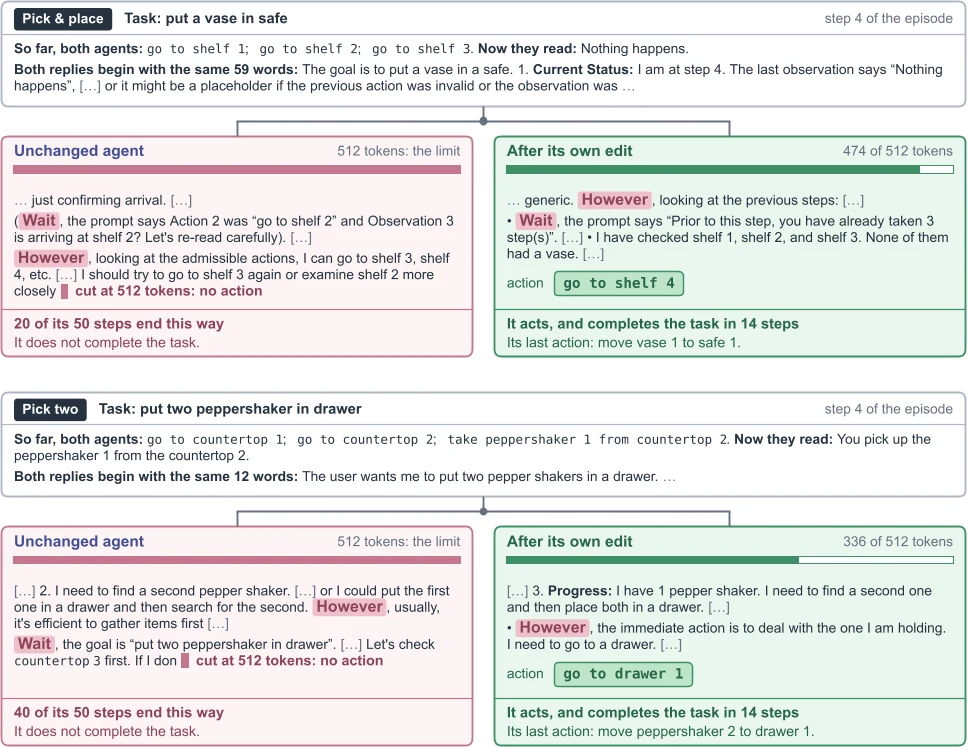 Pick & place Task: put a vase in safe step 4 of the episode
So far, both agents: go to shelf 1; go to shelf 2; go to shelf 3. Now they read: Nothing happens.
Both replies begin with the same 59 words: The goal is to put a vase in a safe. 1. Current Status: I am at step 4. The last observation says “Nothing
happens”, […] or it might be a placeholder if the previous action was invalid or the observation was …
Unchanged agent 512 tokens: the limit
… just confirming arrival. […]
(Wait, the prompt says Action 2 was “go to shelf 2” and Observation 3
is arriving at shelf 2? Let's re-read carefully). […]
However, looking at the admissible actions, I can go to shelf 3, shelf
4, etc. […] I should try to go to shelf 3 again or examine shelf 2 more
closely cut at 512 tokens: no action
20 of its 50 steps end this way
It does not complete the task.
After its own edit 474 of 512 tokens
… generic. However, looking at the previous steps: […]
• Wait, the prompt says “Prior to this step, you have already taken 3
step(s)”. […] • I have checked shelf 1, shelf 2, and shelf 3. None of them
had a vase. […]
action go to shelf 4
It acts, and completes the task in 14 steps
Its last action: move vase 1 to safe 1.
Pick two Task: put two peppershaker in drawer step 4 of the episode
So far, both agents: go to countertop 1; go to countertop 2; take peppershaker 1 from countertop 2. Now they read: You pick up the
peppershaker 1 from the countertop 2.
Both replies begin with the same 12 words: The user wants me to put two pepper shakers in a drawer. …
Unchanged agent 512 tokens: the limit
[…] 2. I need to find a second pepper shaker. […] or I could put the first
one in a drawer and then search for the second. However, usually,
it's efficient to gather items first […]
Wait, the goal is “put two peppershaker in drawer”. […] Let's check
countertop 3 first. If I don cut at 512 tokens: no action
40 of its 50 steps end this way
It does not complete the task.
After its own edit 336 of 512 tokens
[…] 3. Progress: I have 1 pepper shaker. I need to find a second one
and then place both in a drawer. […]
• However, the immediate action is to deal with the one I am holding.
I need to go to a drawer. […]
action go to drawer 1
It acts, and completes the task in 14 steps
Its last action: move peppershaker 2 to drawer 1.